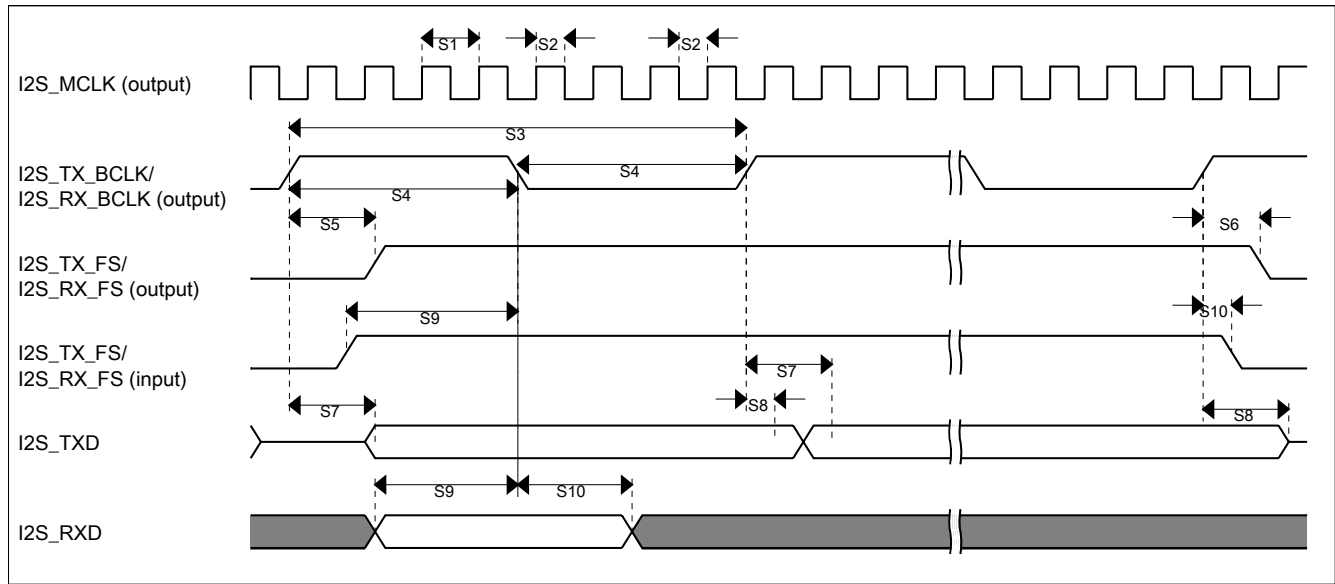 S1
S2
S2
I2S_MCLK (output)
S3
I2S_TX_BCLK/
I2S_RX_BCLK (output)
S4
S4
S5
S6
I2S_TX_FS/
I2S_RX_FS (output)
S9
S10
I2S_TX_FS/
I2S_RX_FS (input)
S7
S7
S8
S8
I2S_TXD
S9
S10
I2S_RXD